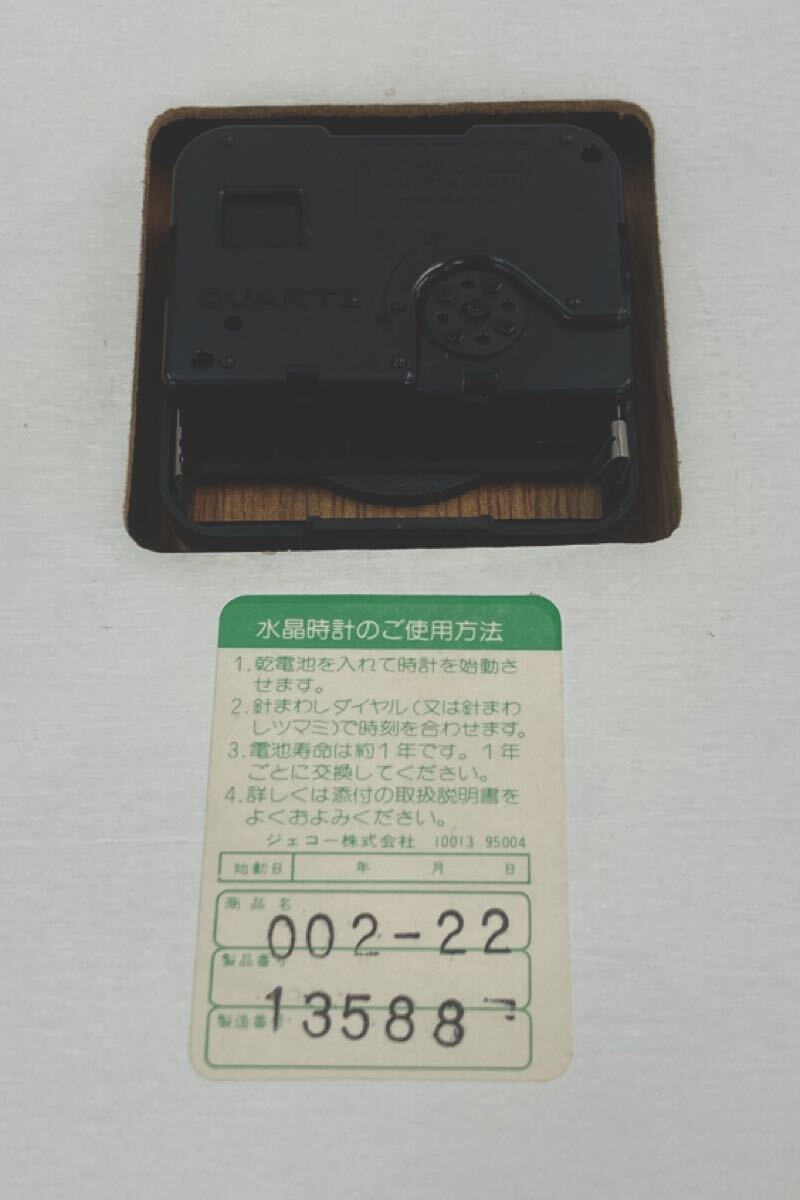 QUARTZ
水晶時計のご使用方法
1.乾電池を入れて時計を始動さ
せます。
2.針まわしダイヤル(又は針まわ
しツマミ)で時刻を合わせます。
3.電池寿命は約1年です。1年
ごとに交換してください。
4.詳しくは添付の取扱説明書を
よくおよみください。
ジェコー株式会社 10013 95004
始動日 年 月 日
商品名
002-22
製品番号
13588
製造番号